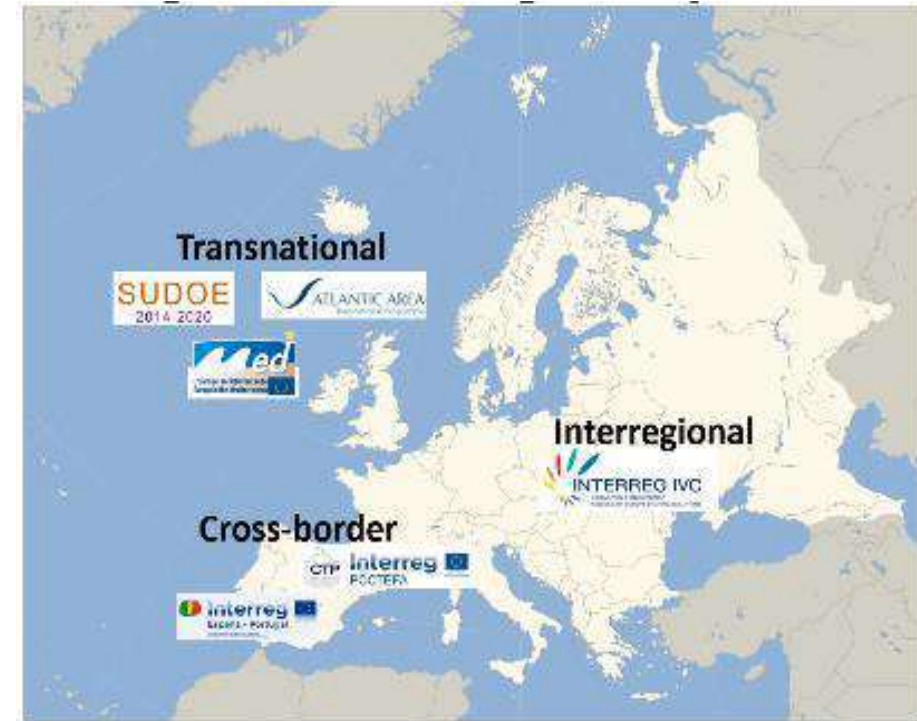 Transnational
SUDOE
2014-2020
ATLANTIC AREA
Med
Interregional
INTERREG IVC
Cross-border
CTP
Interreg
POCTEFA
Interreg
España - Portugal